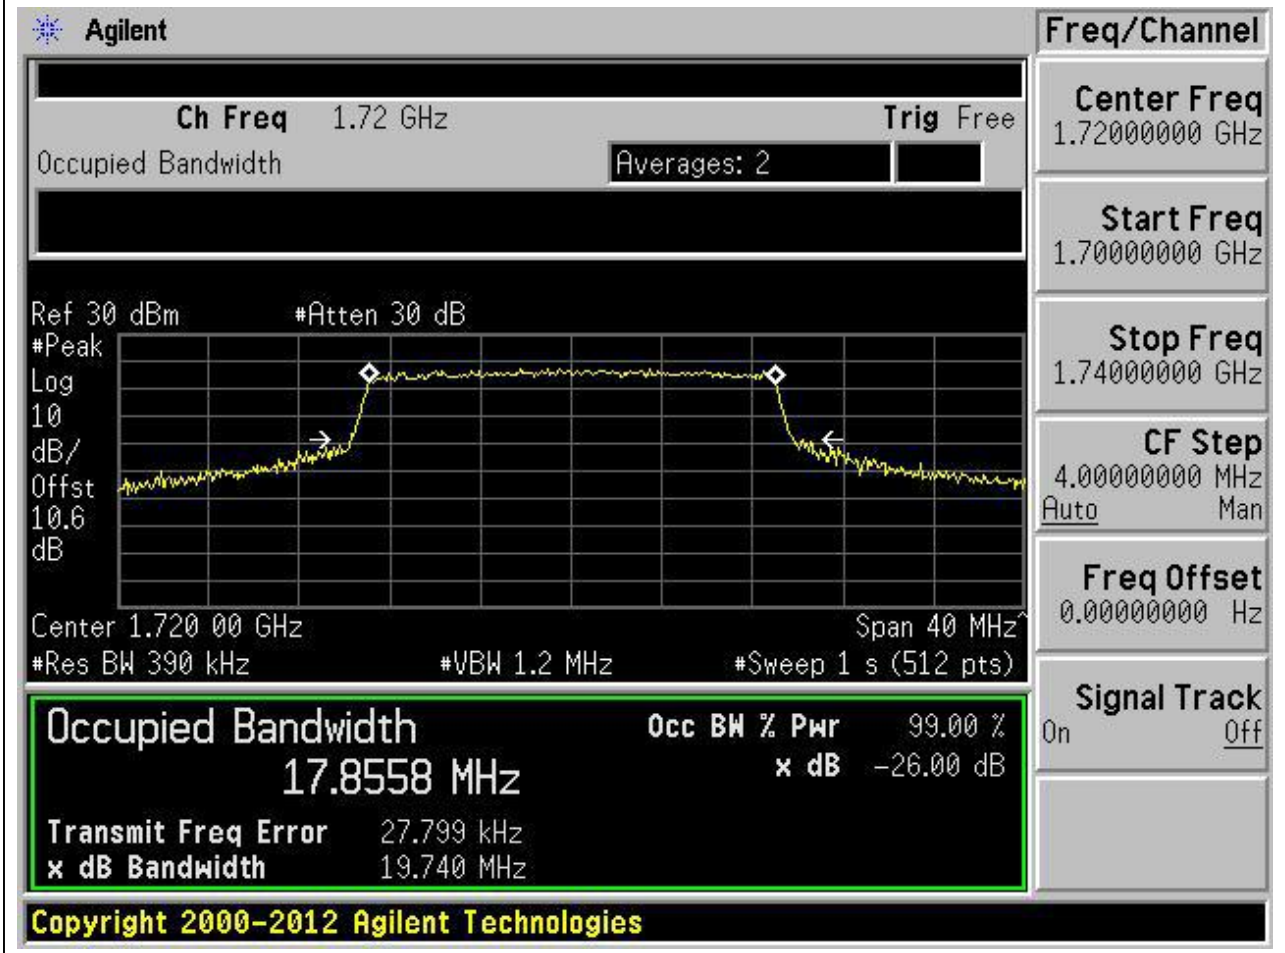 Agilent
Freq/Channel
Ch Freq 1.72 GHz Trig Free
Occupied Bandwidth Averages: 2
Center Freq
1.72000000 GHz
Start Freq
1.70000000 GHz
Stop Freq
1.74000000 GHz
CF Step
4.00000000 MHz
Auto Man
Freq Offset
0.00000000 Hz
Signal Track
On Off
Ref 30 dBm #Atten 30 dB
#Peak
Log
10
dB/
Offst
10.6
dB
Center 1.720 00 GHz Span 40 MHz^
#Res BW 390 kHz #VBW 1.2 MHz #Sweep 1 s (512 pts)
Occupied Bandwidth Occ BW % Pwr 99.00 %
17.8558 MHz x dB -26.00 dB
Transmit Freq Error 27.799 kHz
x dB Bandwidth 19.740 MHz
Copyright 2000-2012 Agilent Technologies